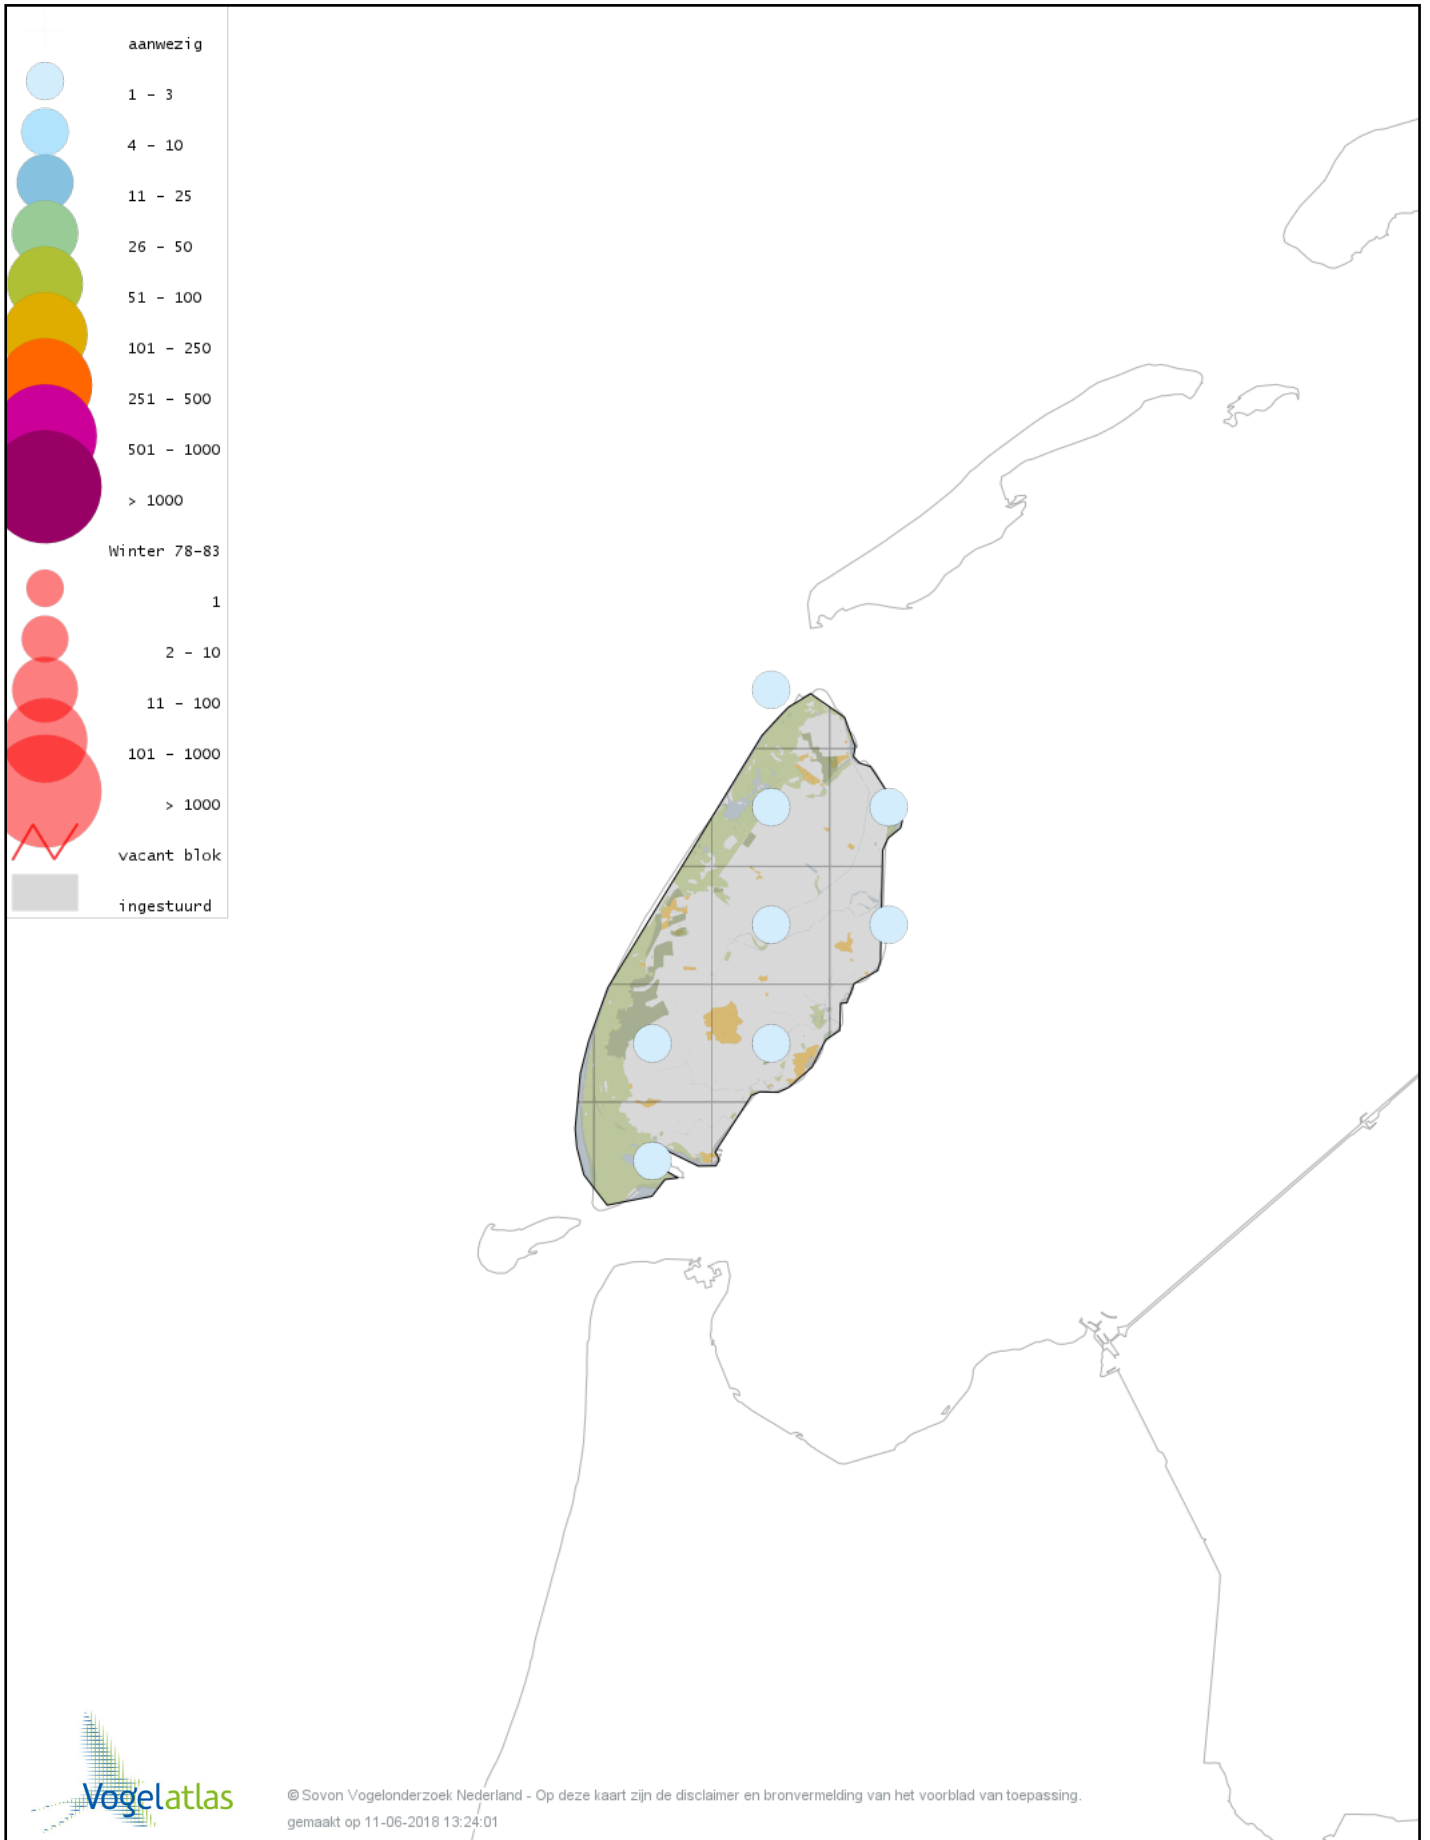 aanwezig
1 - 3
4 - 10
11 - 25
26 - 50
51 - 100
101 - 250
251 - 500
501 - 1000
> 1000
Winter 78-83
1
2 - 10
11 - 100
101 - 1000
> 1000
vacant blok
ingestuurd
Vogelatlas
© Sovon Vogelonderzoek Nederland - Op deze kaart zijn de disclaimer en bronvermelding van het voorblad van toepassing.
gemaakt op 11-06-2018 13:24:01